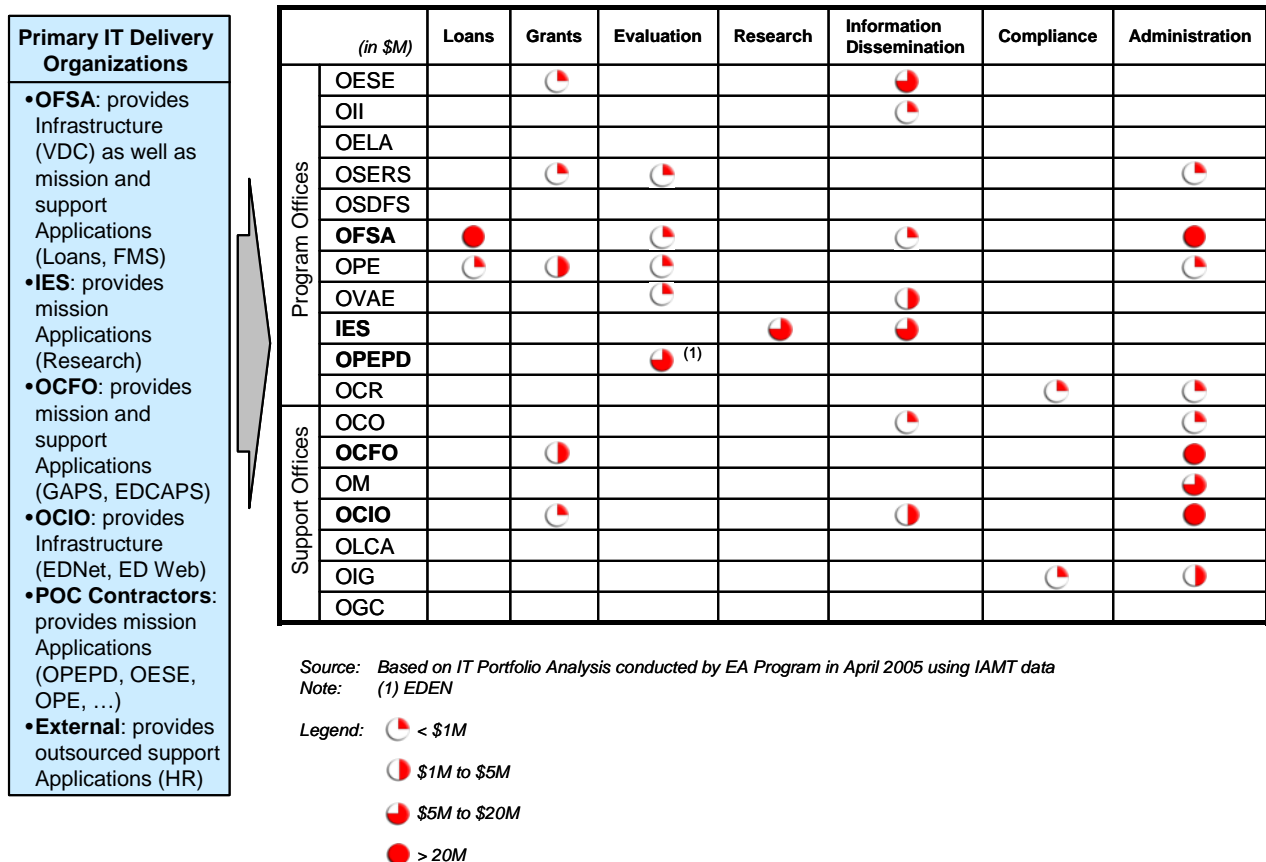 Primary IT Delivery
Organizations
•OFSA: provides
Infrastructure
(VDC) as well as
mission and
support
Applications
(Loans, FMS)
•IES: provides
mission
Applications
(Research)
•OCFO: provides
mission and
support
Applications
(GAPS, EDCAPS)
•OCIO: provides
Infrastructure
(EDNet, ED Web)
•POC Contractors:
provides mission
Applications
(OPEPD, OESE,
OPE, …)
•External: provides
outsourced support
Applications (HR)
(in $M) Loans Grants Evaluation Research Information Dissemination Compliance Administration
Program Offices
OESE
OII
OELA
OSERS
OSDFS
OFSA
OPE
OVAE
IES
OPEPD (1)
OCR
Support Offices
OCO
OCFO
OM
OCIO
OLCA
OIG
OGC
Source: Based on IT Portfolio Analysis conducted by EA Program in April 2005 using IAMT data
Note: (1) EDEN
Legend: < $1M
$1M to $5M
$5M to $20M
> 20M